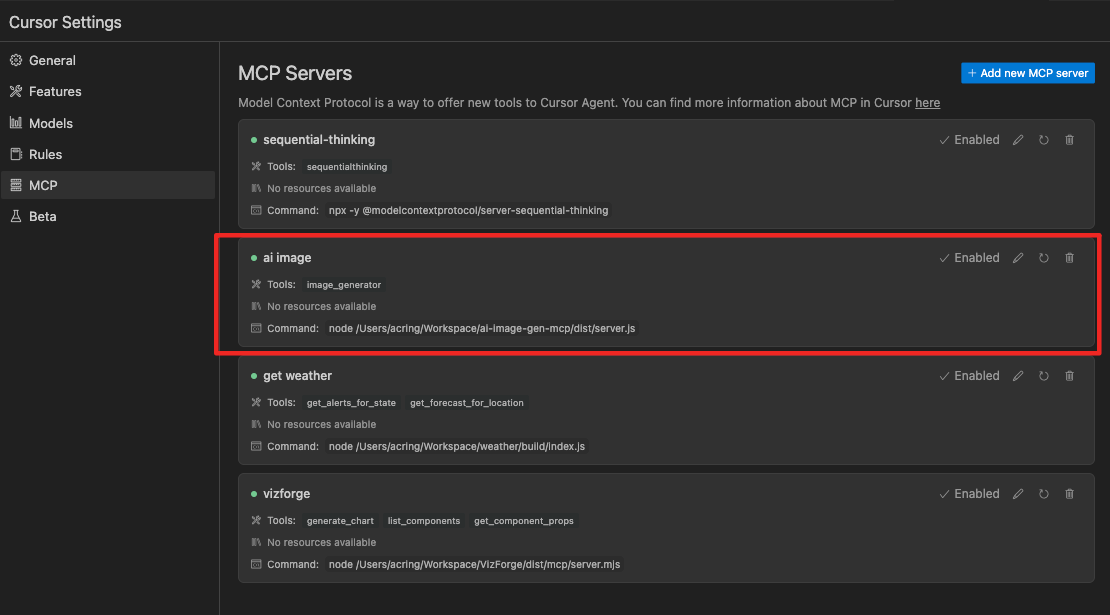 Cursor Settings
General
Features
Models
Rules
MCP
Beta
MCP Servers
+ Add new MCP server
Model Context Protocol is a way to offer new tools to Cursor Agent. You can find more information about MCP in Cursor here
sequential-thinking
Enabled
Tools: sequentialthinking
No resources available
Command: npx -y @modelcontextprotocol/server-sequential-thinking
ai image
Enabled
Tools: image_generator
No resources available
Command: node /Users/acring/Workspace/ai-image-gen-mcp/dist/server.js
get weather
Enabled
Tools: get_alerts_for_state get_forecast_for_location
No resources available
Command: node /Users/acring/Workspace/weather/build/index.js
vizforge
Enabled
Tools: generate_chart list_components get_component_props
No resources available
Command: node /Users/acring/Workspace/VizForge/dist/mcp/server.mjs